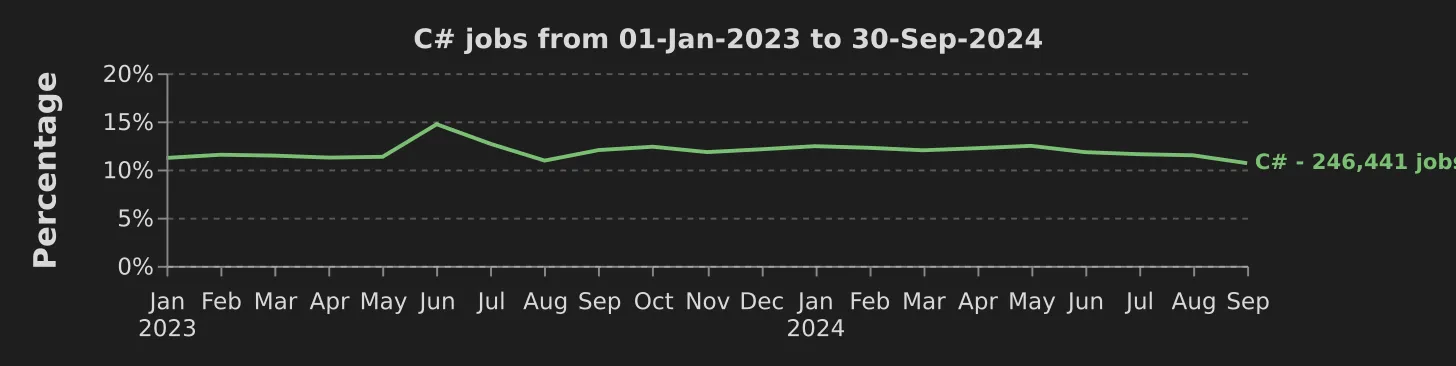 C# jobs from 01-Jan-2023 to 30-Sep-2024
Percentage
20%
15%
10%
5%
0%
C# - 246,441 jobs
Jan Feb Mar Apr May Jun Jul Aug Sep Oct Nov Dec Jan Feb Mar Apr May Jun Jul Aug Sep
2023 2024